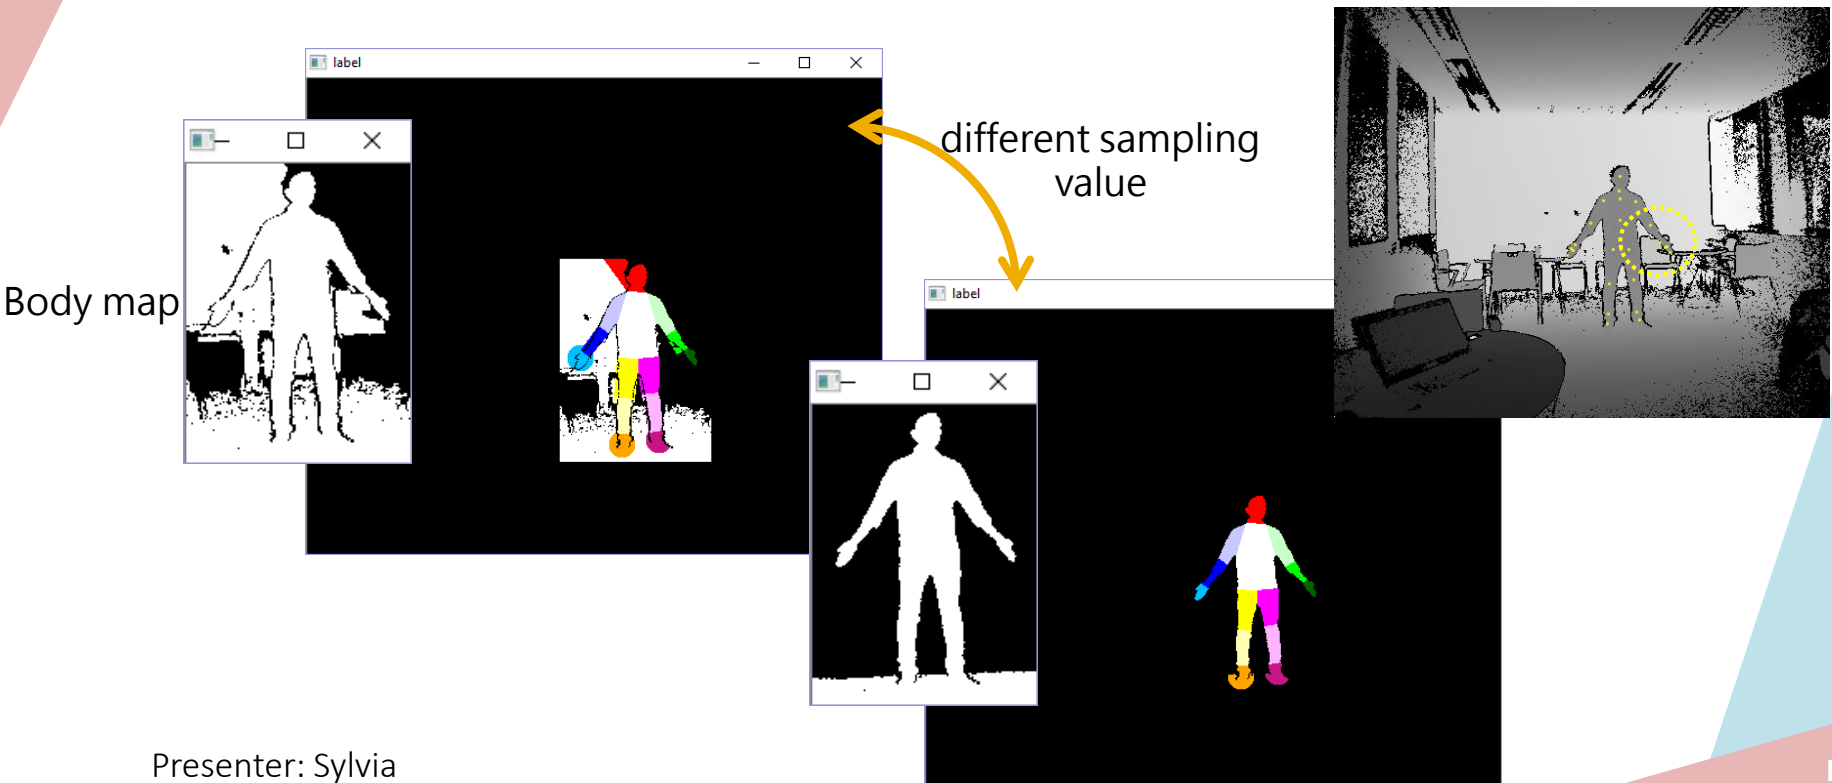 label
different sampling
value
Body map
label
Presenter: Sylvia